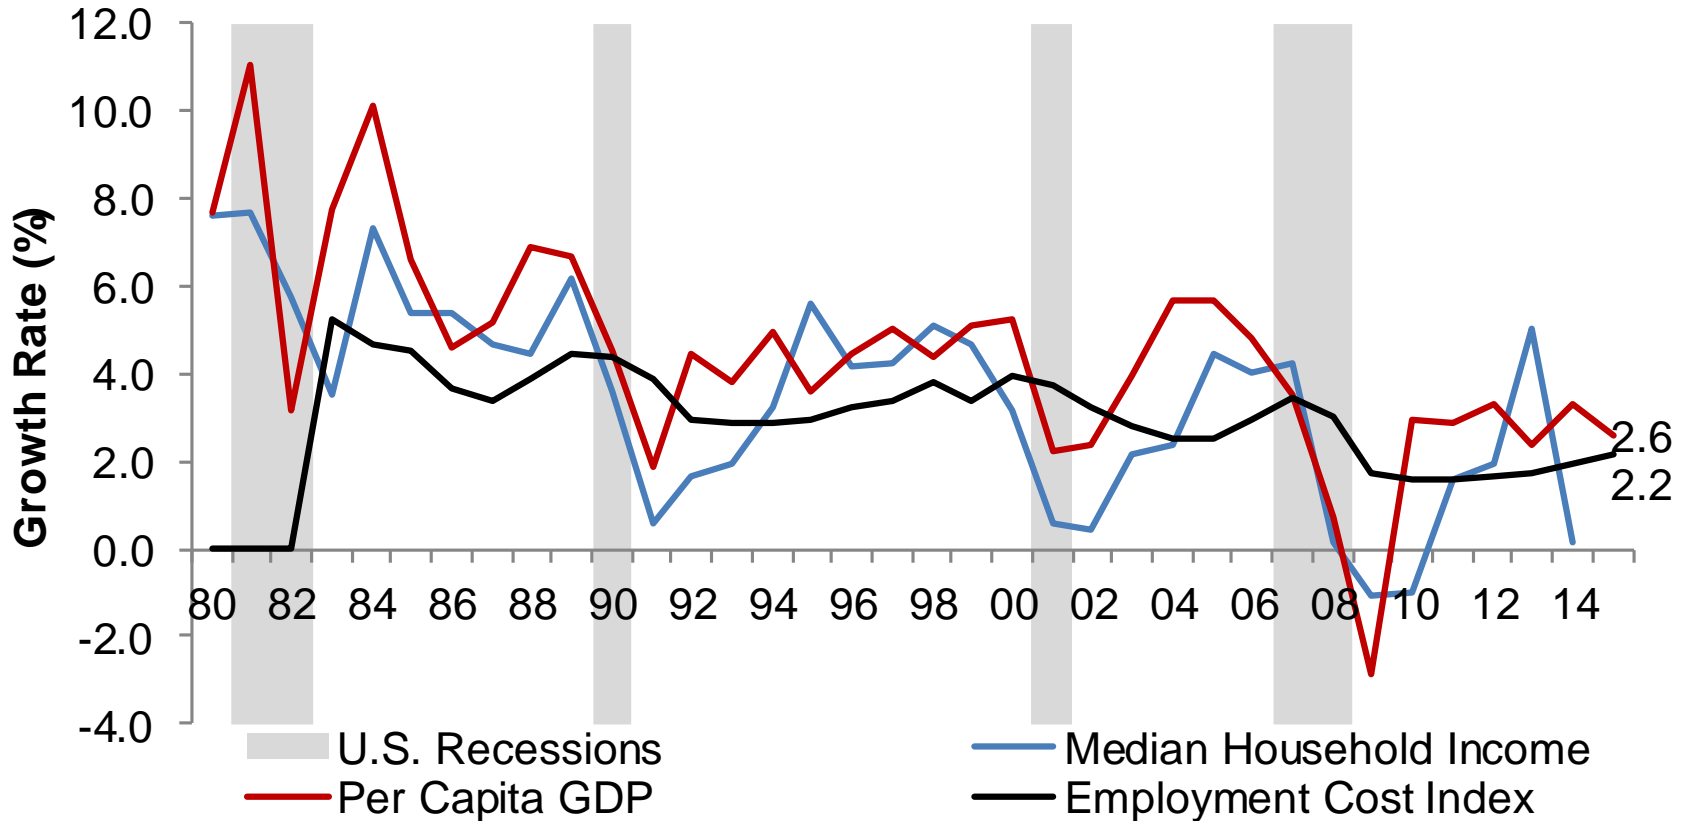 12.0
10.0
8.0
6.0
4.0
2.0
0.0
-2.0
-4.0
Growth Rate (%)
2.6
2.2
80 82 84 86 88 90 92 94 96 98 00 02 04 06 08 10 12 14
U.S. Recessions
Median Household Income
Per Capita GDP
Employment Cost Index